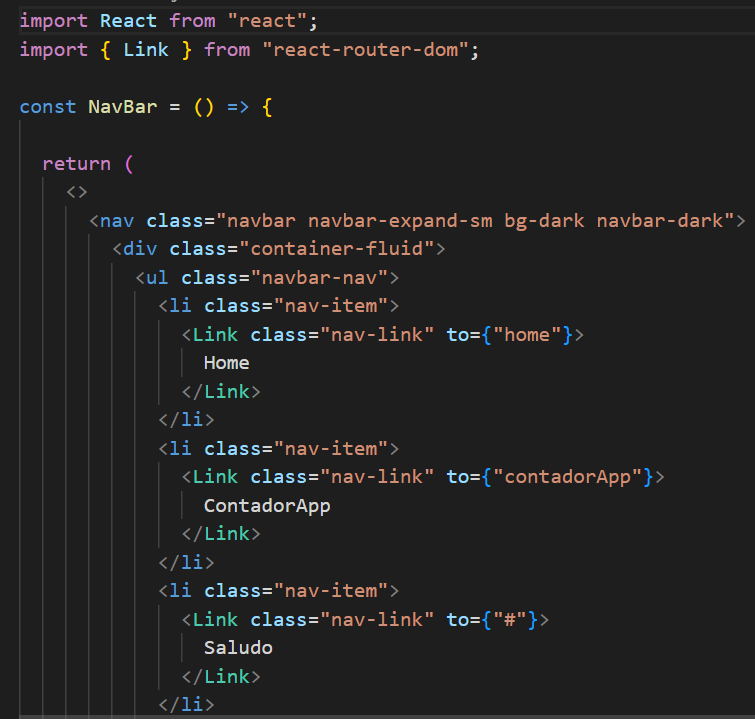 import React from "react";
import { Link } from "react-router-dom";
const NavBar = () => {
return (
<>
<nav class="navbar navbar-expand-sm bg-dark navbar-dark">
<div class="container-fluid">
<ul class="navbar-nav">
<li class="nav-item">
<Link class="nav-link" to={"home"}>
Home
</Link>
</li>
<li class="nav-item">
<Link class="nav-link" to={"contadorApp"}>
ContadorApp
</Link>
</li>
<li class="nav-item">
<Link class="nav-link" to={"#"}>
Saludo
</Link>
</li>